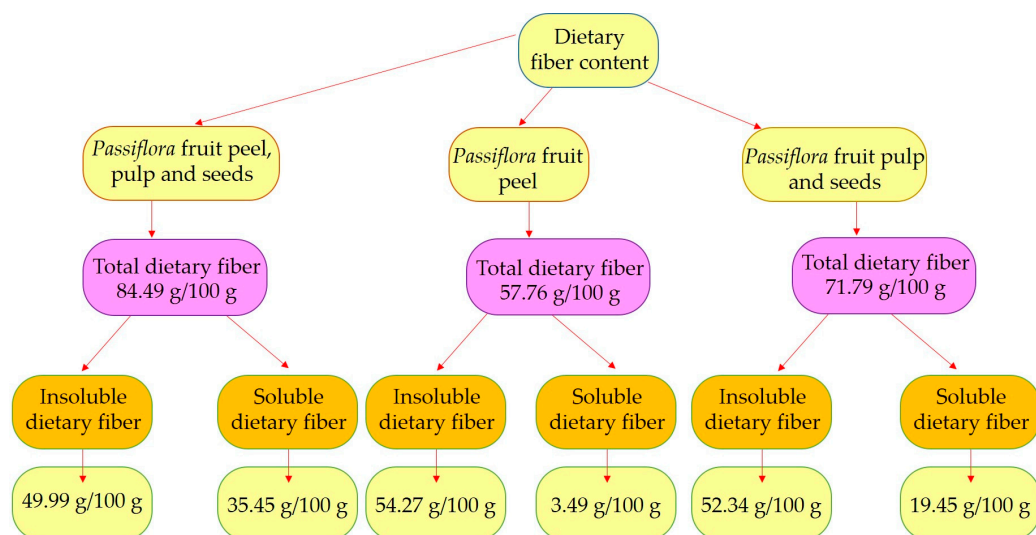 Dietary
fiber content
Passiflora fruit peel,
pulp and seeds
Passiflora fruit
peel
Passiflora fruit pulp
and seeds
Total dietary fiber
84.49 g/100 g
Total dietary fiber
57.76 g/100 g
Total dietary fiber
71.79 g/100 g
Insoluble
dietary fiber
Soluble
dietary fiber
Insoluble
dietary fiber
Soluble
dietary fiber
Insoluble
dietary fiber
Soluble
dietary fiber
49.99 g/100 g
35.45 g/100 g
54.27 g/100 g
3.49 g/100 g
52.34 g/100 g
19.45 g/100 g